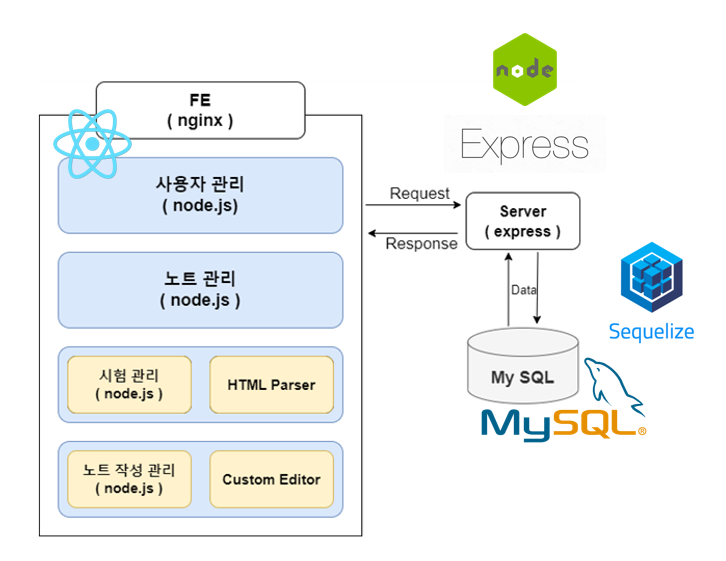 FE
( nginx )
사용자 관리
( node.js)
노트 관리
( node.js )
시험 관리
( node.js )
HTML Parser
노트 작성 관리
( node.js )
Custom Editor
Request
Response
node
Express
Server
( express )
Data
Sequelize
My SQL
MySQL®